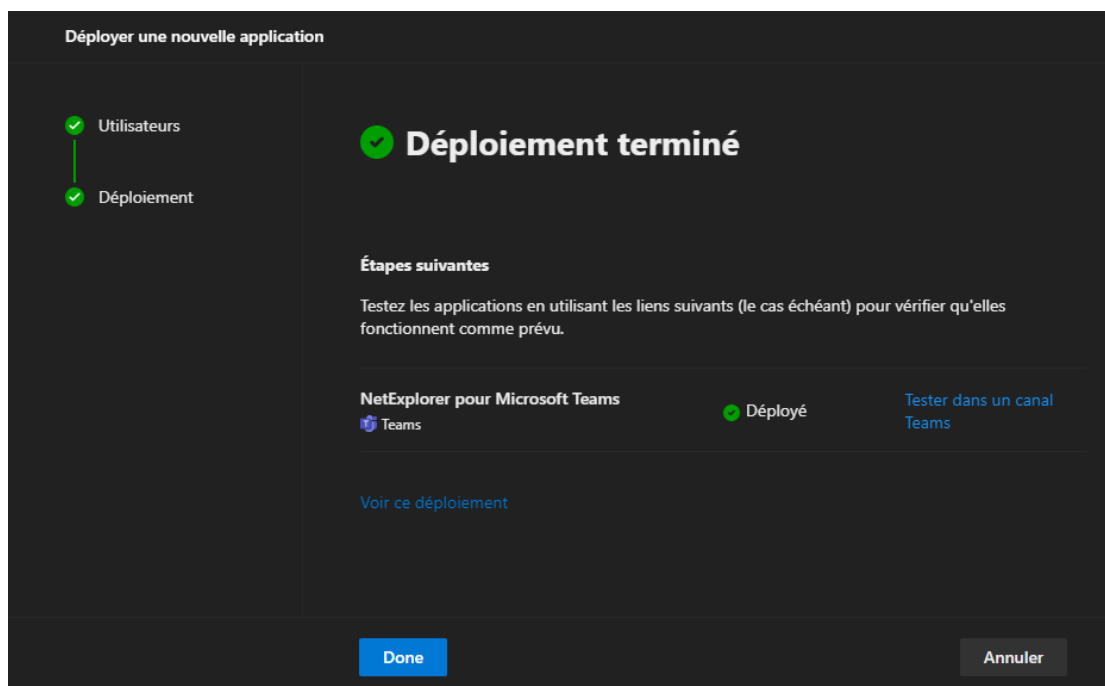 Déployer une nouvelle application
Utilisateurs
Déploiement
Déploiement terminé
Étapes suivantes
Testez les applications en utilisant les liens suivants (le cas échéant) pour vérifier qu'elles
fonctionnent comme prévu.
NetExplorer pour Microsoft Teams
Teams
Déployé
Tester dans un canal
Teams
Voir ce déploiement
Done
Annuler